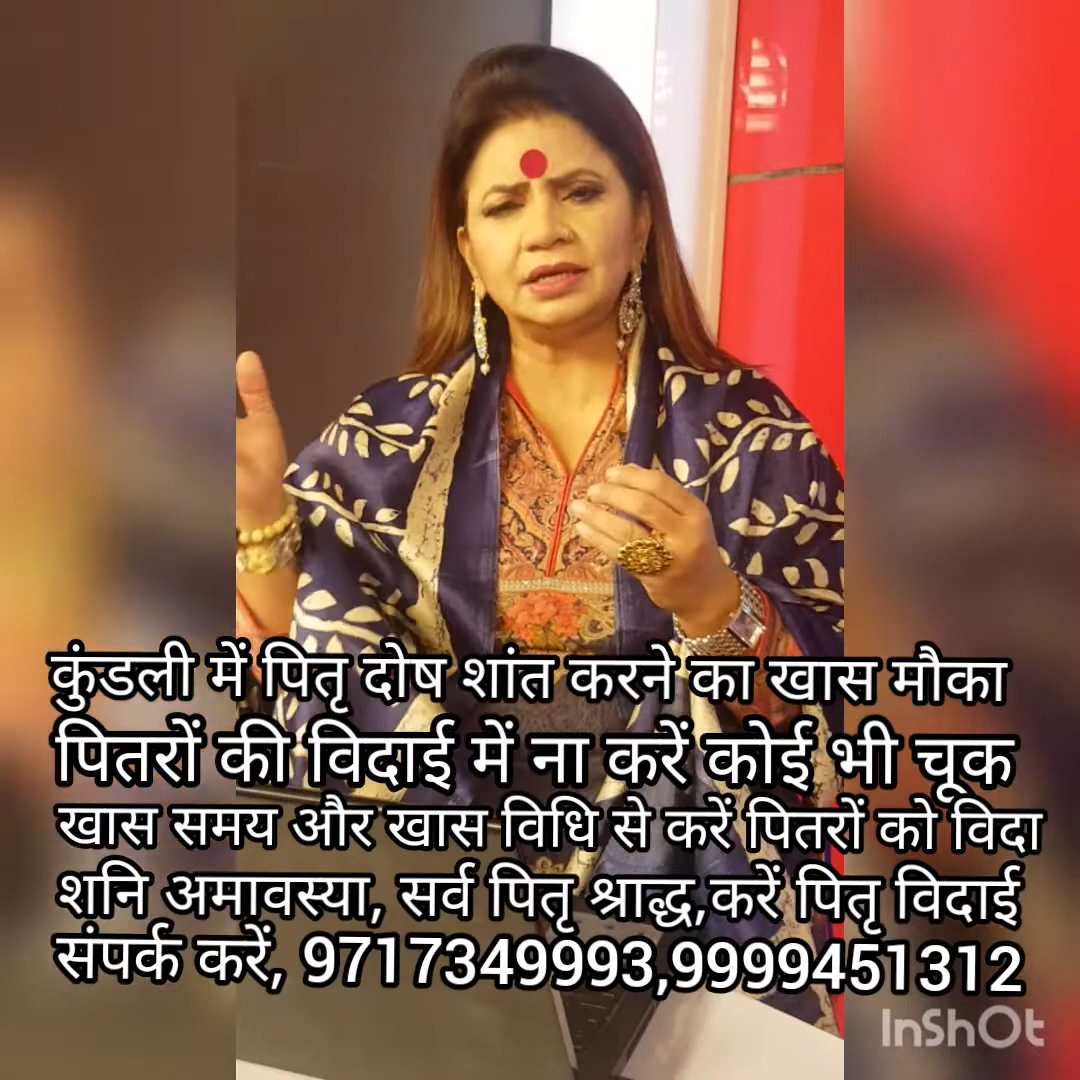 कुंडली में पितृ दोष शांत करने का खास मौका
पितरों की विदाई में ना करें कोई भी चूक
खास समय और खास विधि से करें पितरों को विदा
शनि अमावस्या, सर्व पितृ श्राद्ध,करें पितृ विदाई
संपर्क करें, 9717349993,9999451312
InShOt